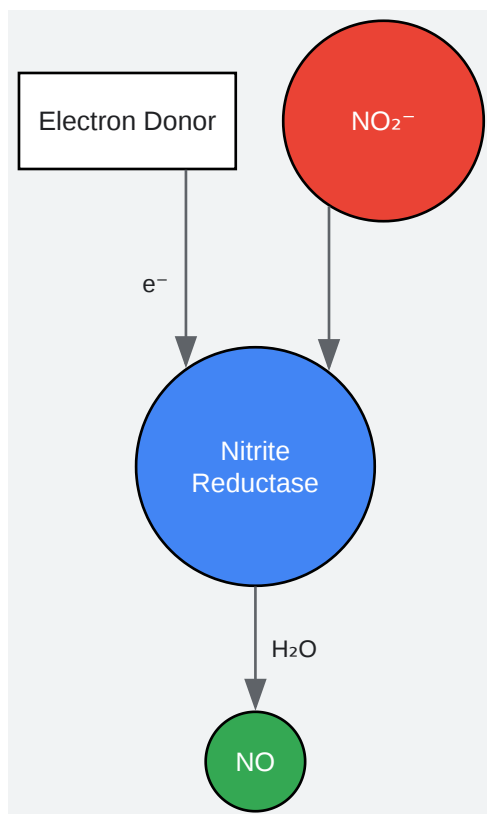 Electron Donor
NO₂⁻
e⁻
Nitrite
Reductase
H₂O
NO